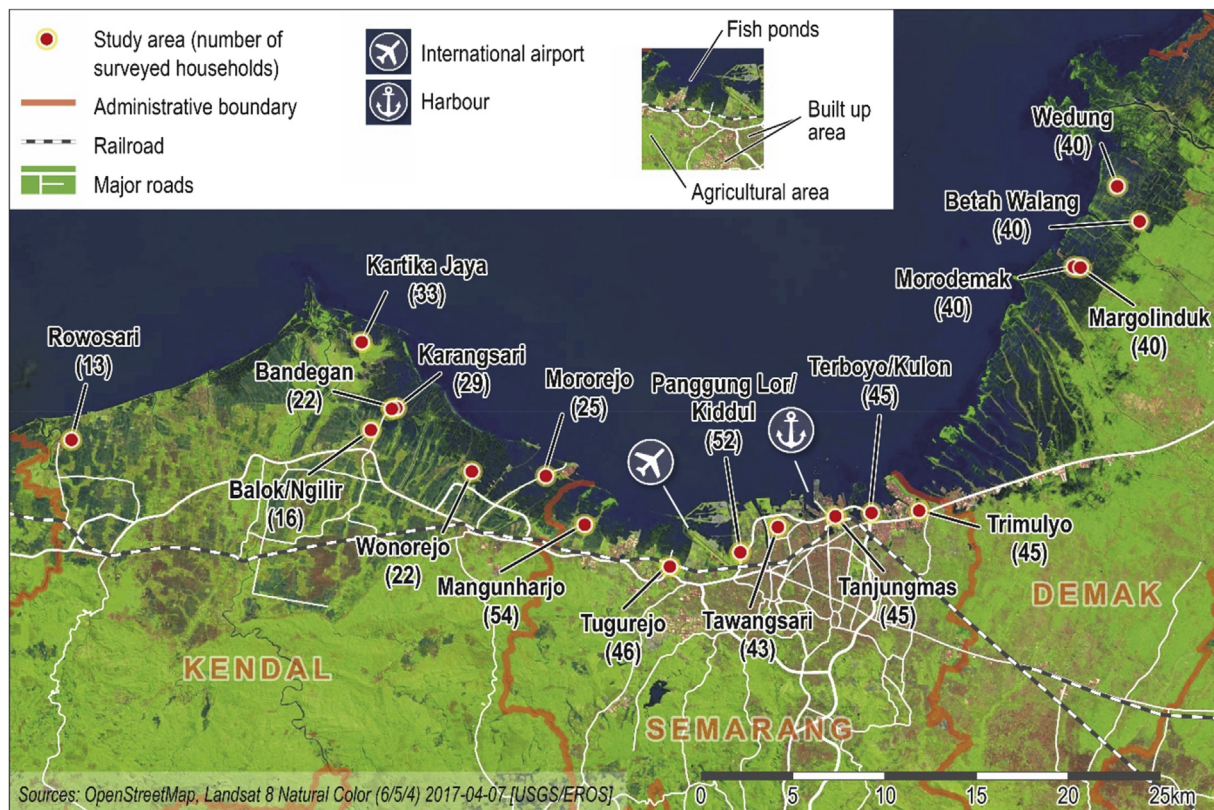 Study area (number of
surveyed households)
Administrative boundary
Railroad
Major roads
International airport
Harbour
Fish ponds
Built up
area
Agricultural area
Wedung
(40)
Betah Walang
(40)
Morodemak
(40)
Margolinduk
(40)
Kartika Jaya
(33)
Rowosari
(13)
Bandegan
(22)
Karangsari
(29)
Mororejo
(25)
Panggung Lor/
Kiddul
(52)
Terboyo/Kulon
(45)
Balok/Ngilir
(16)
Wonorejo
(22)
Mangunharjo
(54)
Tugurejo
(46)
Tawangsari
(43)
Tanjungmas
(45)
Trimulyo
(45)
KENDAL
SEMARANG
DEMAK
Sources: OpenStreetMap, Landsat 8 Natural Color (6/5/4) 2017-04-07 [USGS/EROS]
0 5 10 15 20 25km